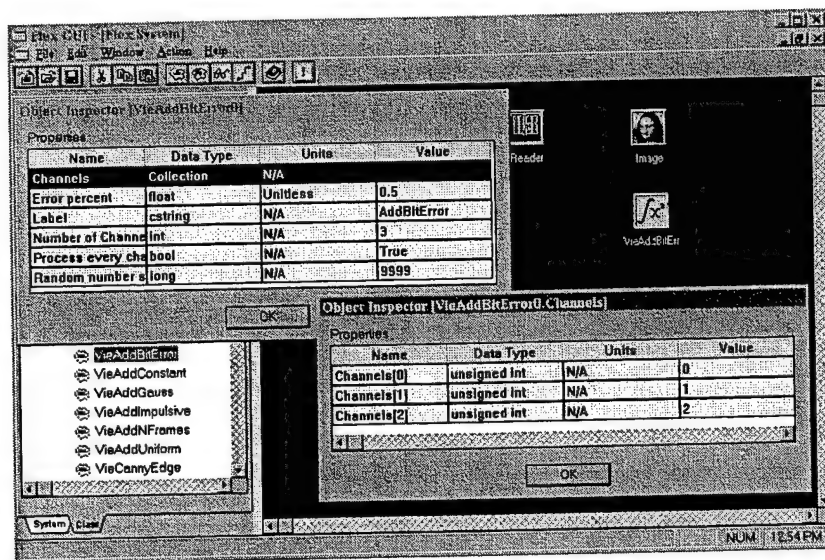 Flex GUI - [Flex System]
File Edit Window Action Help
Object Inspector [VieAddBitError0]
Properties
Name Data Type Units Value
Channels Collection N/A
Error percent float Unitless 0.5
Label cstring N/A AddBitError
Number of Channe int N/A 3
Process every cha bool N/A True
Random number s long N/A 9999
OK
Reader
Image
VieAddBitErr
Object Inspector [VieAddBitError0.Channels]
Properties
Name Data Type Units Value
Channels[0] unsigned int N/A 0
Channels[1] unsigned int N/A 1
Channels[2] unsigned int N/A 2
OK
VieAddBitError
VieAddConstant
VieAddGauss
VieAddImpulsive
VieAddNFrames
VieAddUniform
VieCannyEdge
System Class
NUM 12:54 PM